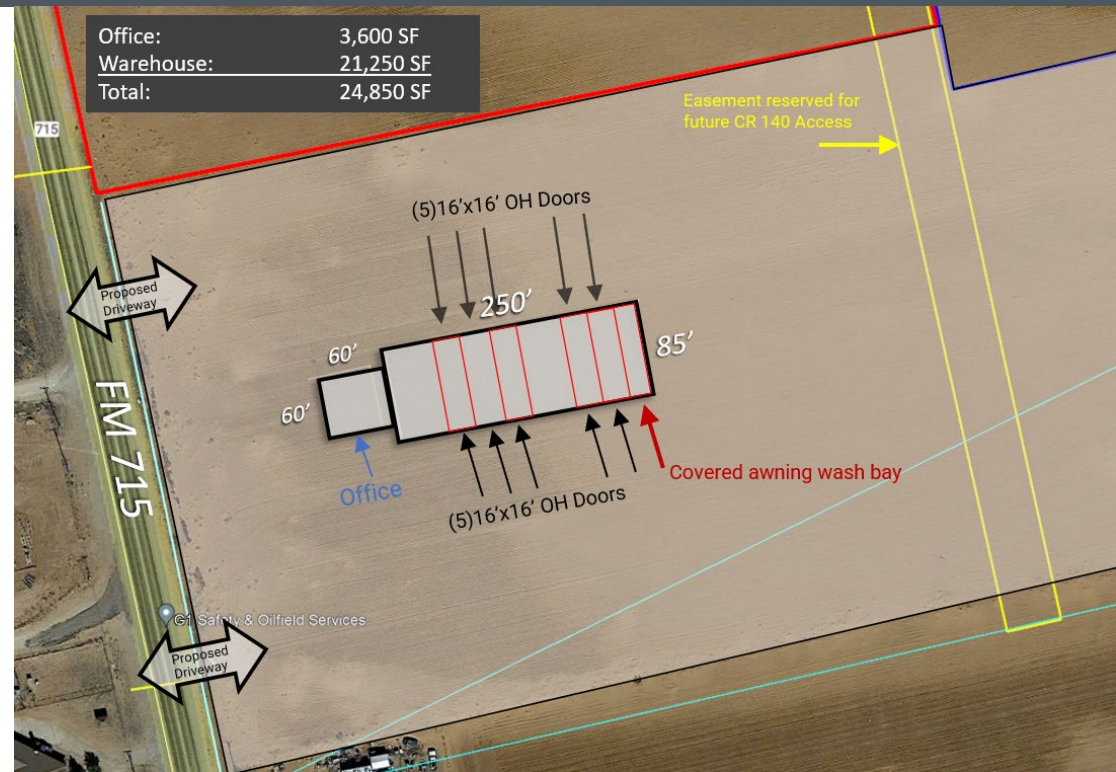 Office: 3,600 SF
Warehouse: 21,250 SF
Total: 24,850 SF
715
Easement reserved for
future CR 140 Access
(5)16'x16' OH Doors
Proposed
Driveway
250'
85'
60'
60'
FM 715
Office
Covered awning wash bay
(5)16'x16' OH Doors
G1 Safety & Oilfield Services
Proposed
Driveway